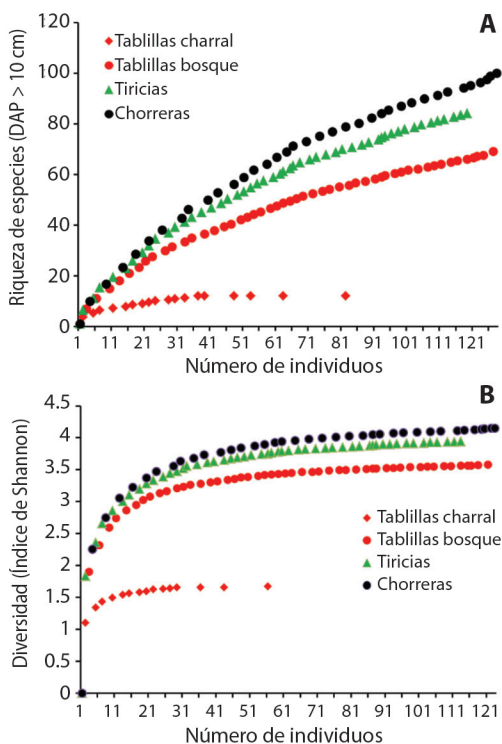 A
Riqueza de especies (DAP > 10 cm)
120
100
80
60
40
20
0
Tablillas charral
Tablillas bosque
Tiricias
Chorreras
1 11 21 31 41 51 61 71 81 91 101 111 121
Número de individuos
B
Diversidad (Índice de Shannon)
4.5
4
3.5
3
2.5
2
1.5
1
0.5
0
Tablillas charral
Tablillas bosque
Tiricias
Chorreras
1 11 21 31 41 51 61 71 81 91 101 111 121
Número de individuos